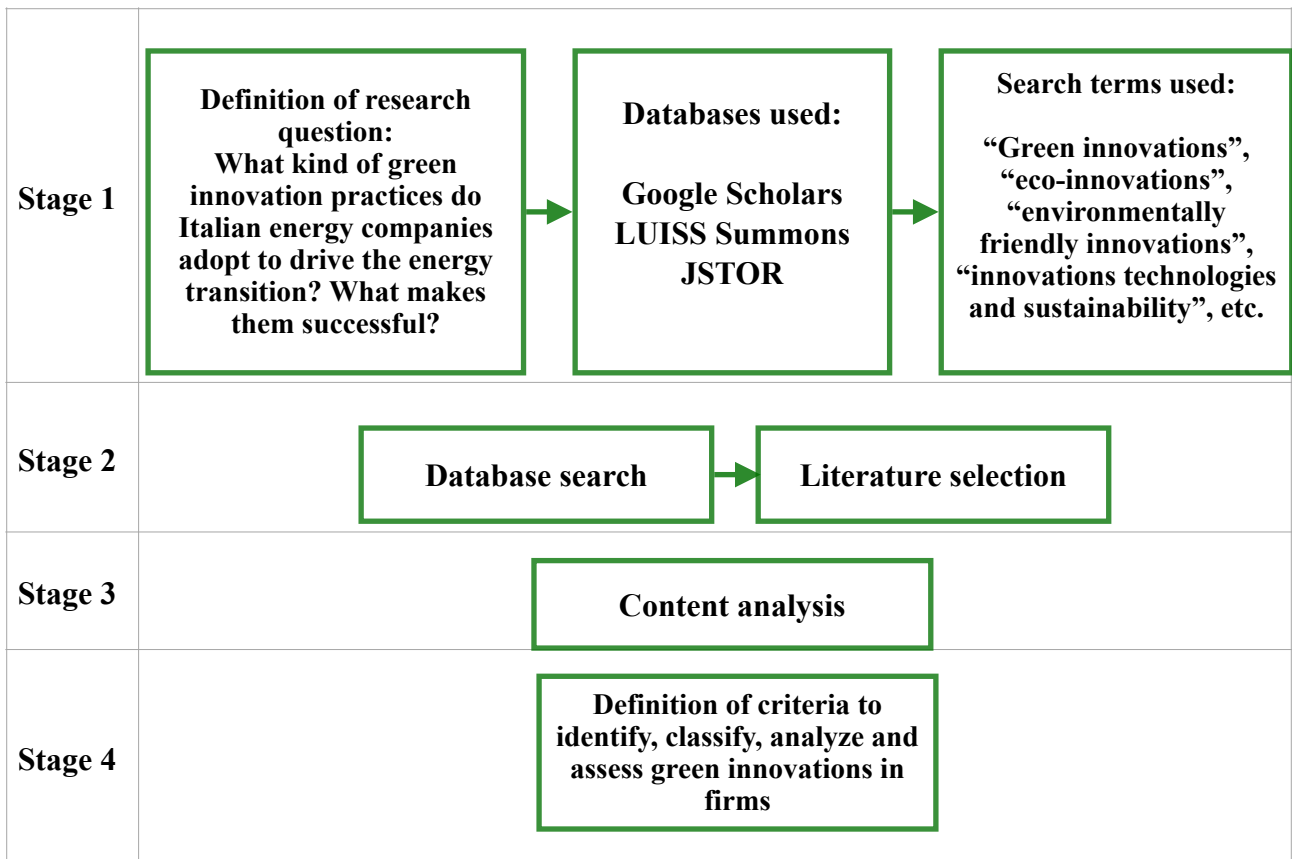 Stage 1
Definition of research
question:
What kind of green
innovation practices do
Italian energy companies
adopt to drive the energy
transition? What makes
them successful?
Databases used:
Google Scholars
LUISS Summons
JSTOR
Search terms used:
“Green innovations”,
“eco-innovations”,
“environmentally
friendly innovations”,
“innovations technologies
and sustainability”, etc.
Stage 2
Database search
Literature selection
Stage 3
Content analysis
Stage 4
Definition of criteria to
identify, classify, analyze and
assess green innovations in
firms